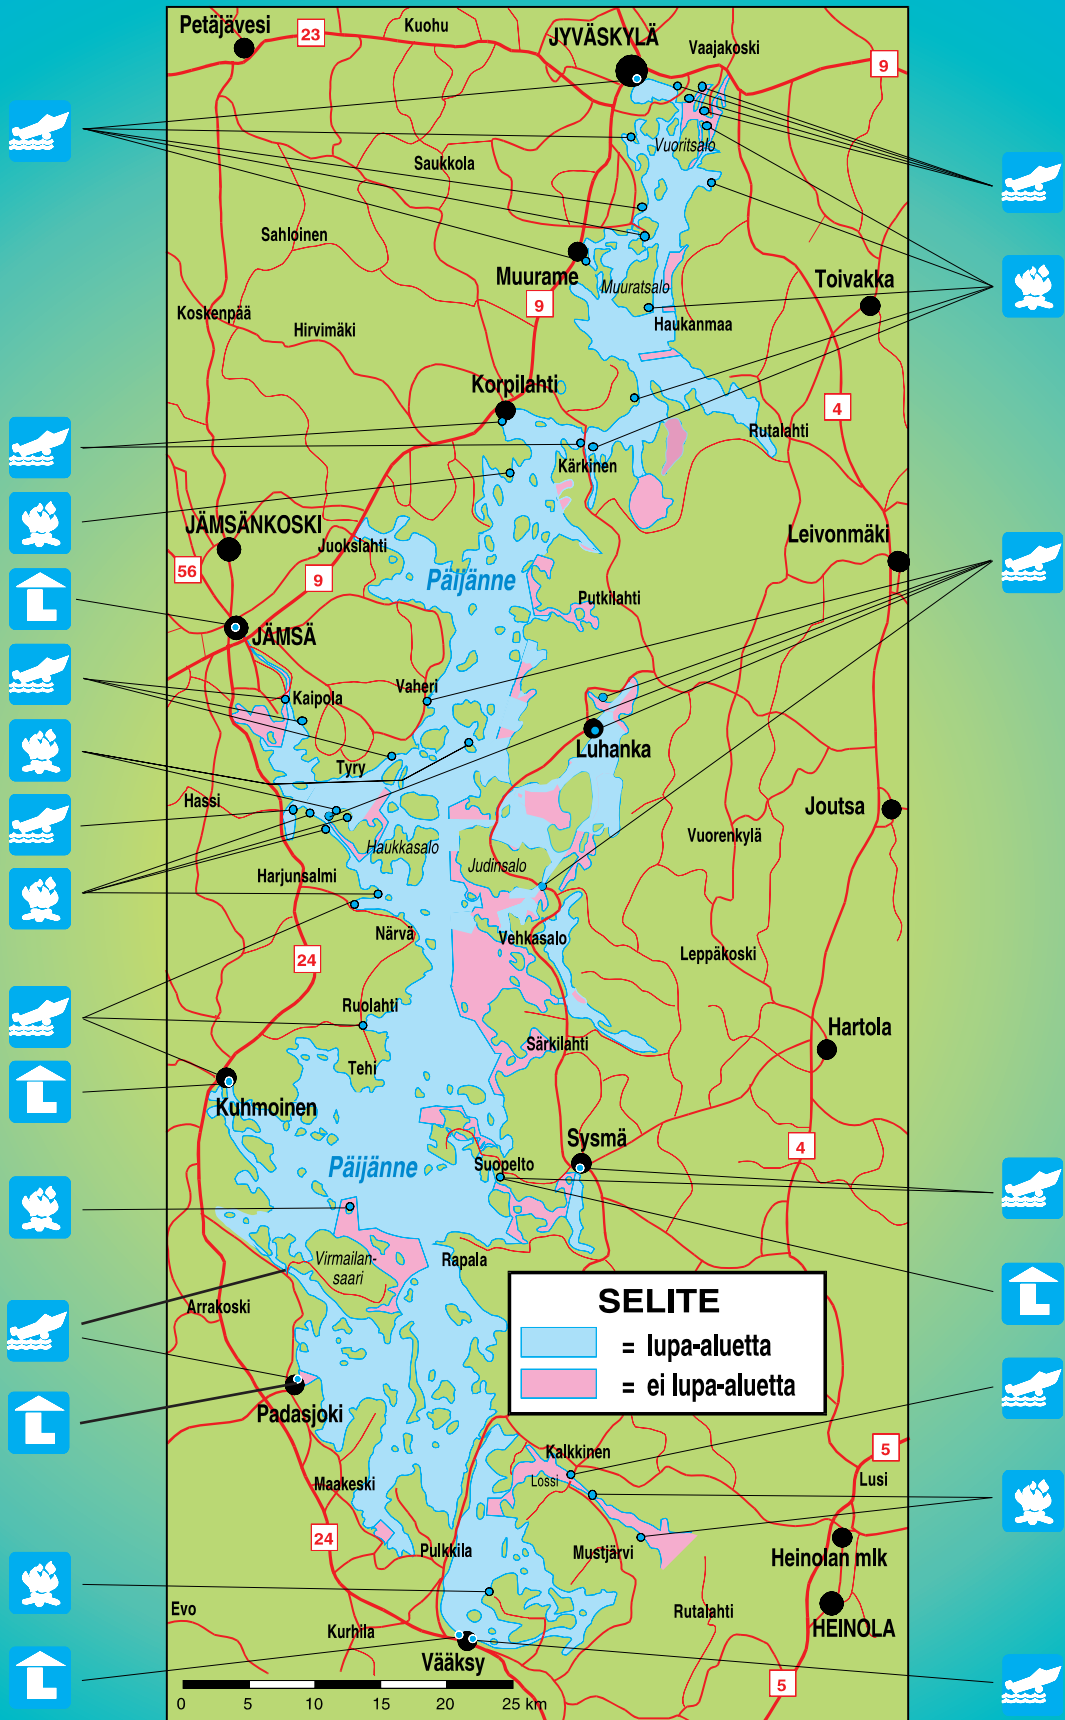 Petäjävesi
23
Kuohu
JYVÄSKYLÄ
Vaajakoski
9
Saukkola
Vuoritsalo
Sahloinen
Muurame
Muuratsalo
Toivakka
Koskenpää
9
Haukanmaa
Hirvimäki
Korpilahti
4
Rutalahti
Kärkinen
JÄMSÄNKOSKI
Leivonmäki
Juokslahti
56
9
Päijänne
Putkilahti
JÄMSÄ
Vaheri
Kaipola
Luhanka
Tyry
Hassi
Joutsa
Vuorenkylä
Haukkasalo
Judinsalo
Harjunsalmi
Närvä
Vehkasalo
24
Leppäkoski
Ruolahti
Hartola
Särkilahti
Tehi
Kuhmoinen
Sysmä
4
Päijänne
Suopelto
Virmailan-
saari
Rapala
Arrakoski
SELITE
= lupa-aluetta
= ei lupa-aluetta
Padasjoki
Kalkkinen
5
Lossi
Lusi
Maakeski
24
Pulkkila
Mustjärvi
Heinolan mlk
Evo
Rutalahti
HEINOLA
Kurhila
Vääksy
5
0 5 10 15 20 25 km